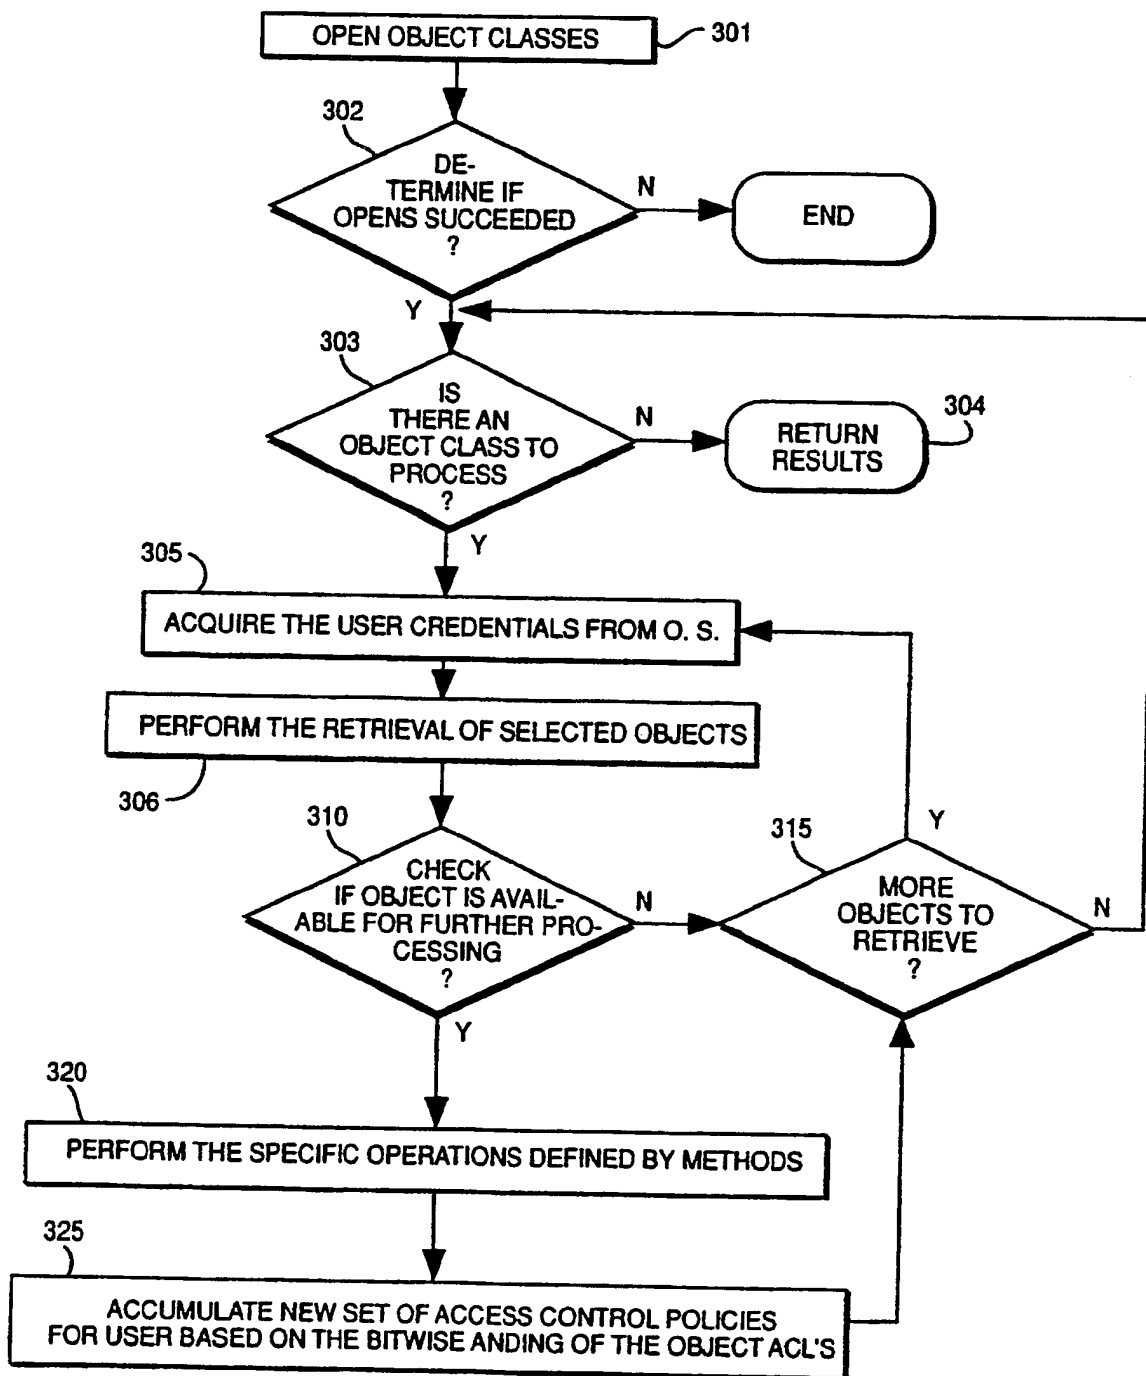 OPEN OBJECT CLASSES
301
302
DE-
TERMINE IF
OPENS SUCCEEDED
?
N
END
Y
303
IS
THERE AN
OBJECT CLASS TO
PROCESS
?
N
RETURN
RESULTS
304
Y
305
ACQUIRE THE USER CREDENTIALS FROM O. S.
PERFORM THE RETRIEVAL OF SELECTED OBJECTS
306
310
CHECK
IF OBJECT IS AVAIL-
ABLE FOR FURTHER PRO-
CESSING
?
N
Y
315
MORE
OBJECTS TO
RETRIEVE
?
Y
N
320
PERFORM THE SPECIFIC OPERATIONS DEFINED BY METHODS
325
ACCUMULATE NEW SET OF ACCESS CONTROL POLICIES
FOR USER BASED ON THE BITWISE ANDING OF THE OBJECT ACL'S